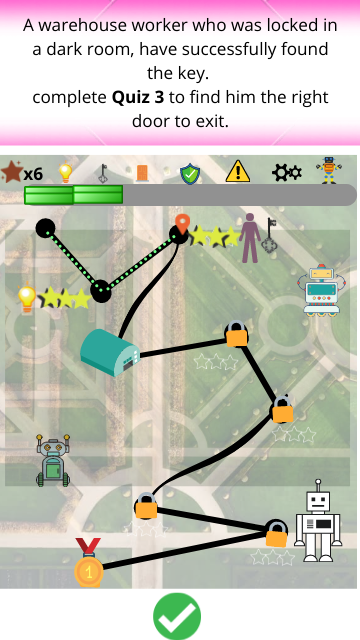 A warehouse worker who was locked in
a dark room, have successfully found
the key.
complete Quiz 3 to find him the right
door to exit.
x6
1